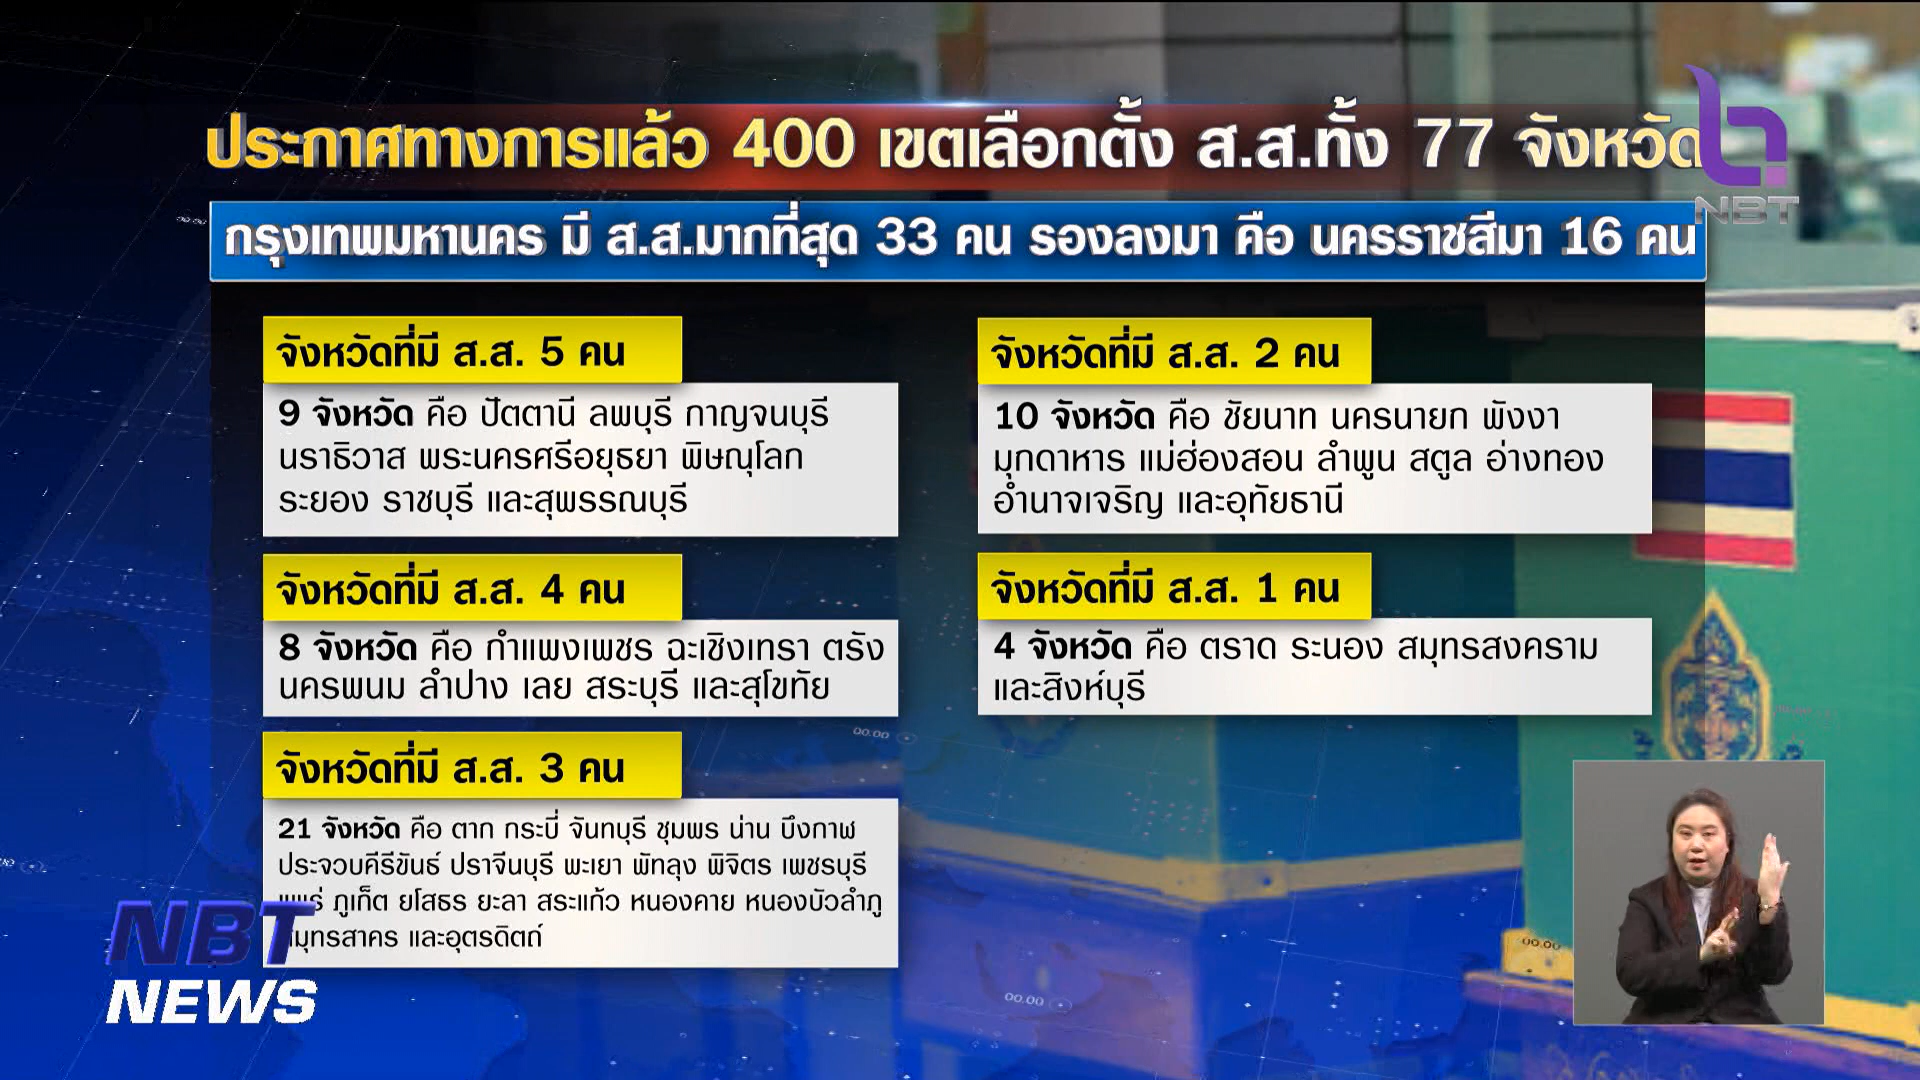 ประกาศทางการแล้ว 400 เขตเลือกตั้ง ส.ส.ทั้ง 77 จังหวัด
NBT
กรุงเทพมหานคร มี ส.ส.มากที่สุด 33 คน รองลงมา คือ นครราชสีมา 16 คน
จังหวัดที่มี ส.ส. 5 คน
9 จังหวัด คือ ปัตตานี ลพบุรี กาญจนบุรี
นราธิวาส พระนครศรีอยุธยา พิษณุโลก
ระยอง ราชบุรี และสุพรรณบุรี
จังหวัดที่มี ส.ส. 4 คน
8 จังหวัด คือ กำแพงเพชร ฉะเชิงเทรา ตรัง
นครพนม ลำปาง เลย สระบุรี และสุโขทัย
จังหวัดที่มี ส.ส. 3 คน
21 จังหวัด คือ ตาก กระบี่ จันทบุรี ชุมพร น่าน บึงกาฬ
ประจวบคีรีขันธ์ ปราจีนบุรี พะเยา พัทลุง พิจิตร เพชรบุรี
ภูเก็ต ยโสธร ยะลา สระแก้ว หนองคาย หนองบัวลำภู
สมุทรสาคร และอุตรดิตถ์
จังหวัดที่มี ส.ส. 2 คน
10 จังหวัด คือ ชัยนาท นครนายก พังงา
มุกดาหาร แม่ฮ่องสอน ลำพูน สตูล อ่างทอง
อำนาจเจริญ และอุทัยธานี
จังหวัดที่มี ส.ส. 1 คน
4 จังหวัด คือ ตราด ระนอง สมุทรสงคราม
และสิงห์บุรี
NBT
NEWS
00.00
00.00
00.00